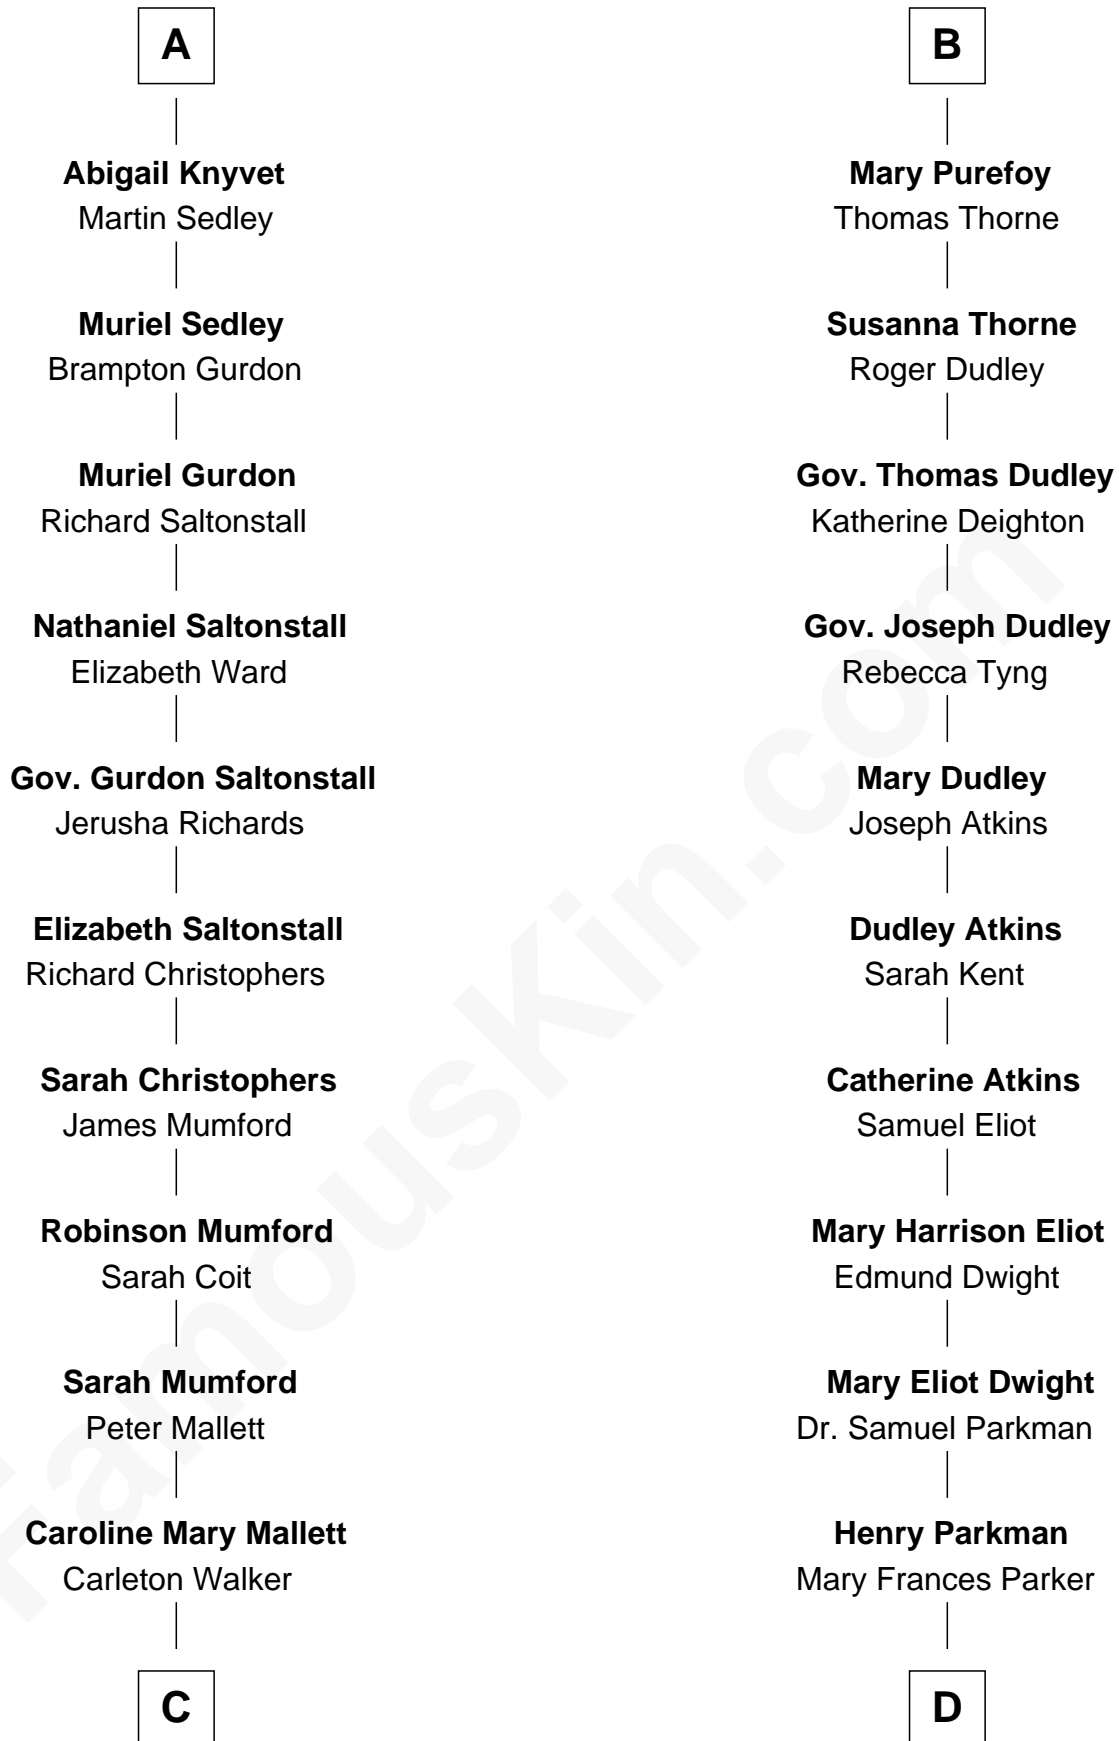 A
Abigail Knyvet
Martin Sedley
Muriel Sedley
Brampton Gurdon
Muriel Gurdon
Richard Saltonstall
Nathaniel Saltonstall
Elizabeth Ward
Gov. Gurdon Saltonstall
Jerusha Richards
Elizabeth Saltonstall
Richard Christophers
Sarah Christophers
James Mumford
Robinson Mumford
Sarah Coit
Sarah Mumford
Peter Mallett
Caroline Mary Mallett
Carleton Walker
C
B
Mary Purefoy
Thomas Thorne
Susanna Thorne
Roger Dudley
Gov. Thomas Dudley
Katherine Deighton
Gov. Joseph Dudley
Rebecca Tyng
Mary Dudley
Joseph Atkins
Dudley Atkins
Sarah Kent
Catherine Atkins
Samuel Eliot
Mary Harrison Eliot
Edmund Dwight
Mary Eliot Dwight
Dr. Samuel Parkman
Henry Parkman
Mary Frances Parker
D
FamousKin.com